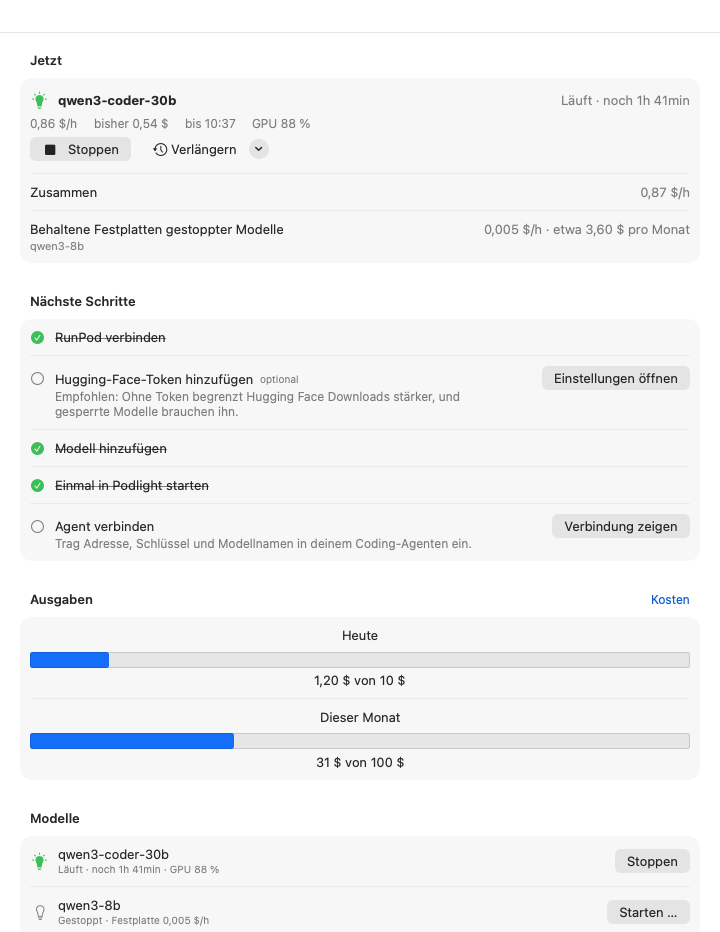 Jetzt
qwen3-coder-30b
Läuft · noch 1h 41min
0,86 $/h bisher 0,54 $ bis 10:37 GPU 88 %
Stoppen Verlängern
Zusammen
0,87 $/h
Behaltene Festplatten gestoppter Modelle
0,005 $/h · etwa 3,60 $ pro Monat
qwen3-8b
Nächste Schritte
RunPod verbinden
Hugging-Face-Token hinzufügen optional
Einstellungen öffnen
Empfohlen: Ohne Token begrenzt Hugging Face Downloads stärker, und
gesperrte Modelle brauchen ihn.
Modell hinzufügen
Einmal in Podlight starten
Agent verbinden
Verbindung zeigen
Trag Adresse, Schlüssel und Modellnamen in deinem Coding-Agenten ein.
Ausgaben
Kosten
Heute
1,20 $ von 10 $
Dieser Monat
31 $ von 100 $
Modelle
qwen3-coder-30b
Läuft · noch 1h 41min · GPU 88 %
Stoppen
qwen3-8b
Gestoppt · Festplatte 0,005 $/h
Starten ...